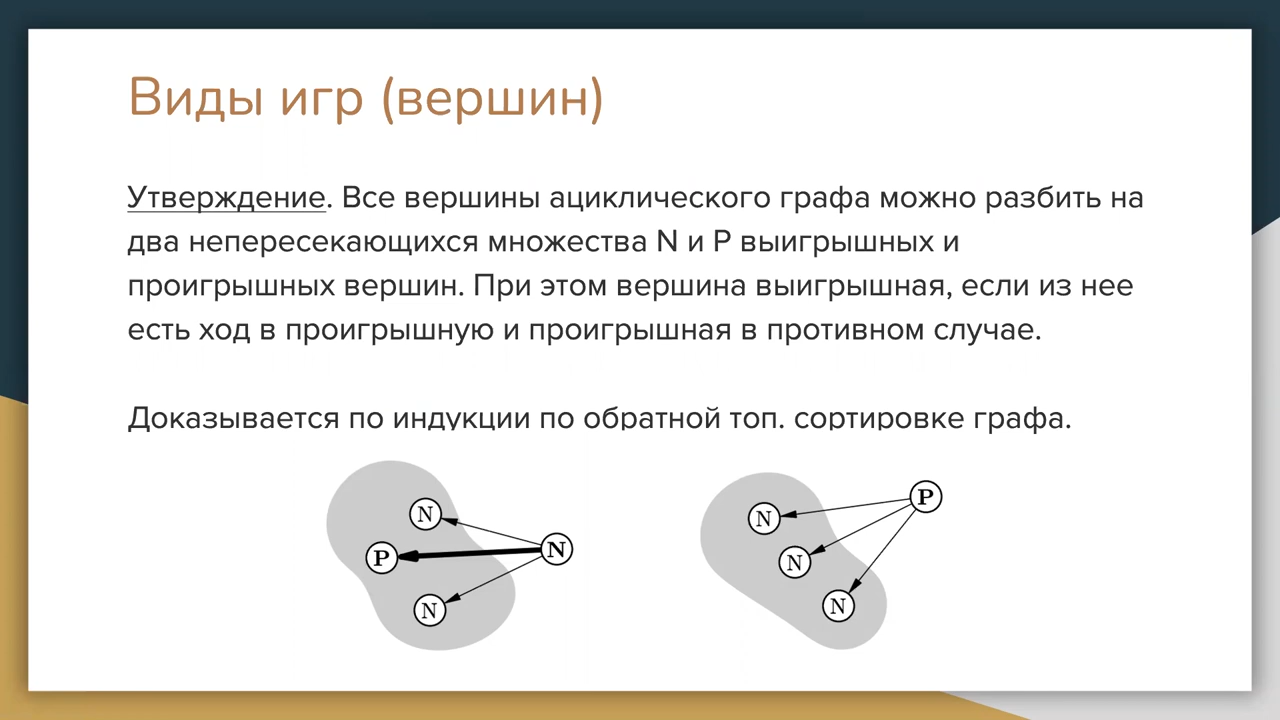 Виды игр (вершин)
Утверждение. Все вершины ациклического графа можно разбить на
два непересекающихся множества N и P выигрышных и
проигрышных вершин. При этом вершина выигрышная, если из нее
есть ход в проигрышную и проигрышная в противном случае.
Доказывается по индукции по обратной топ. сортировке графа.
N
P
N
N
P
N
N
N